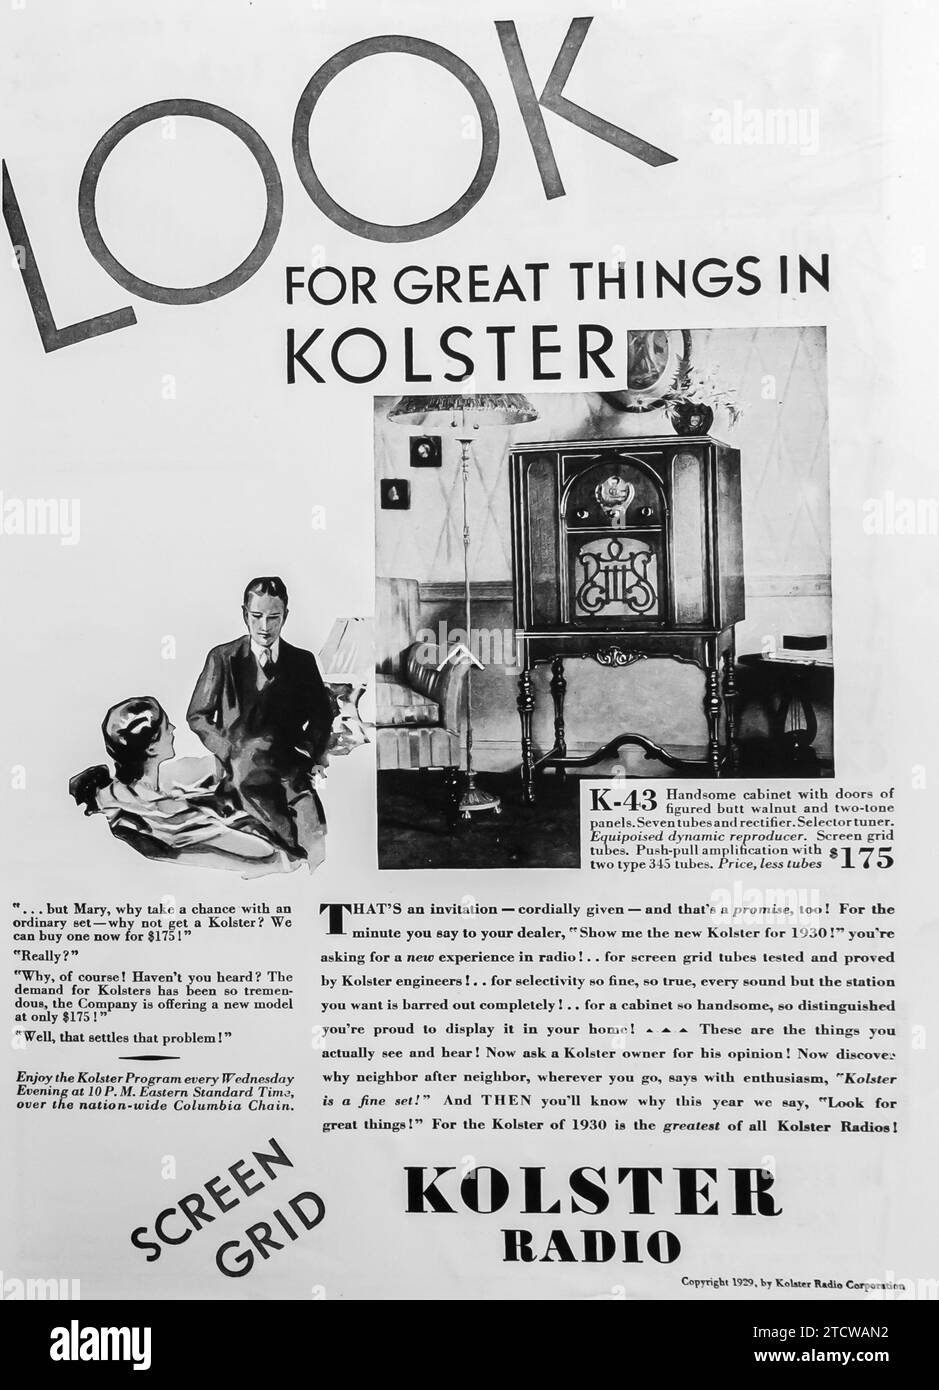 LOOK
FOR GREAT THINGS IN
KOLSTER
K-43 Handsome cabinet with doors of
figured butt walnut and two-tone
panels. Seven tubes and rectifier. Selector tuner.
Equipoised dynamic reproducer. Screen grid
tubes. Push-pull amplification with
two type 345 tubes. Price, less tubes $175
"... but Mary, why take a chance with an
ordinary set—why not get a Kolster? We
can buy one now for $175!"
"Really?"
"Why, of course! Haven't you heard? The
demand for Kolsters has been so tremen-
dous, the Company is offering a new model
at only $175!"
"Well, that settles that problem!"
Enjoy the Kolster Program every Wednesday
Evening at 10 P. M. Eastern Standard Time,
over the nation-wide Columbia Chain.
THAT'S an invitation—cordially given—and that's a promise, too! For the
minute you say to your dealer, "Show me the new Kolster for 1930!" you're
asking for a new experience in radio! . . for screen grid tubes tested and proved
by Kolster engineers! . . for selectivity so fine, so true, every sound but the station
you want is barred out completely! . . for a cabinet so handsome, so distinguished
you're proud to display it in your home! ▲ ▲ ▲ These are the things you
actually see and hear! Now ask a Kolster owner for his opinion! Now discover
why neighbor after neighbor, wherever you go, says with enthusiasm, "Kolster
is a fine set!" And THEN you'll know why this year we say, "Look for
great things!" For the Kolster of 1930 is the greatest of all Kolster Radios!
SCREEN
GRID
KOLSTER
RADIO
Copyright 1929, by Kolster Radio Corporation
alamy
Image ID: 2TCWAN2
www.alamy.com